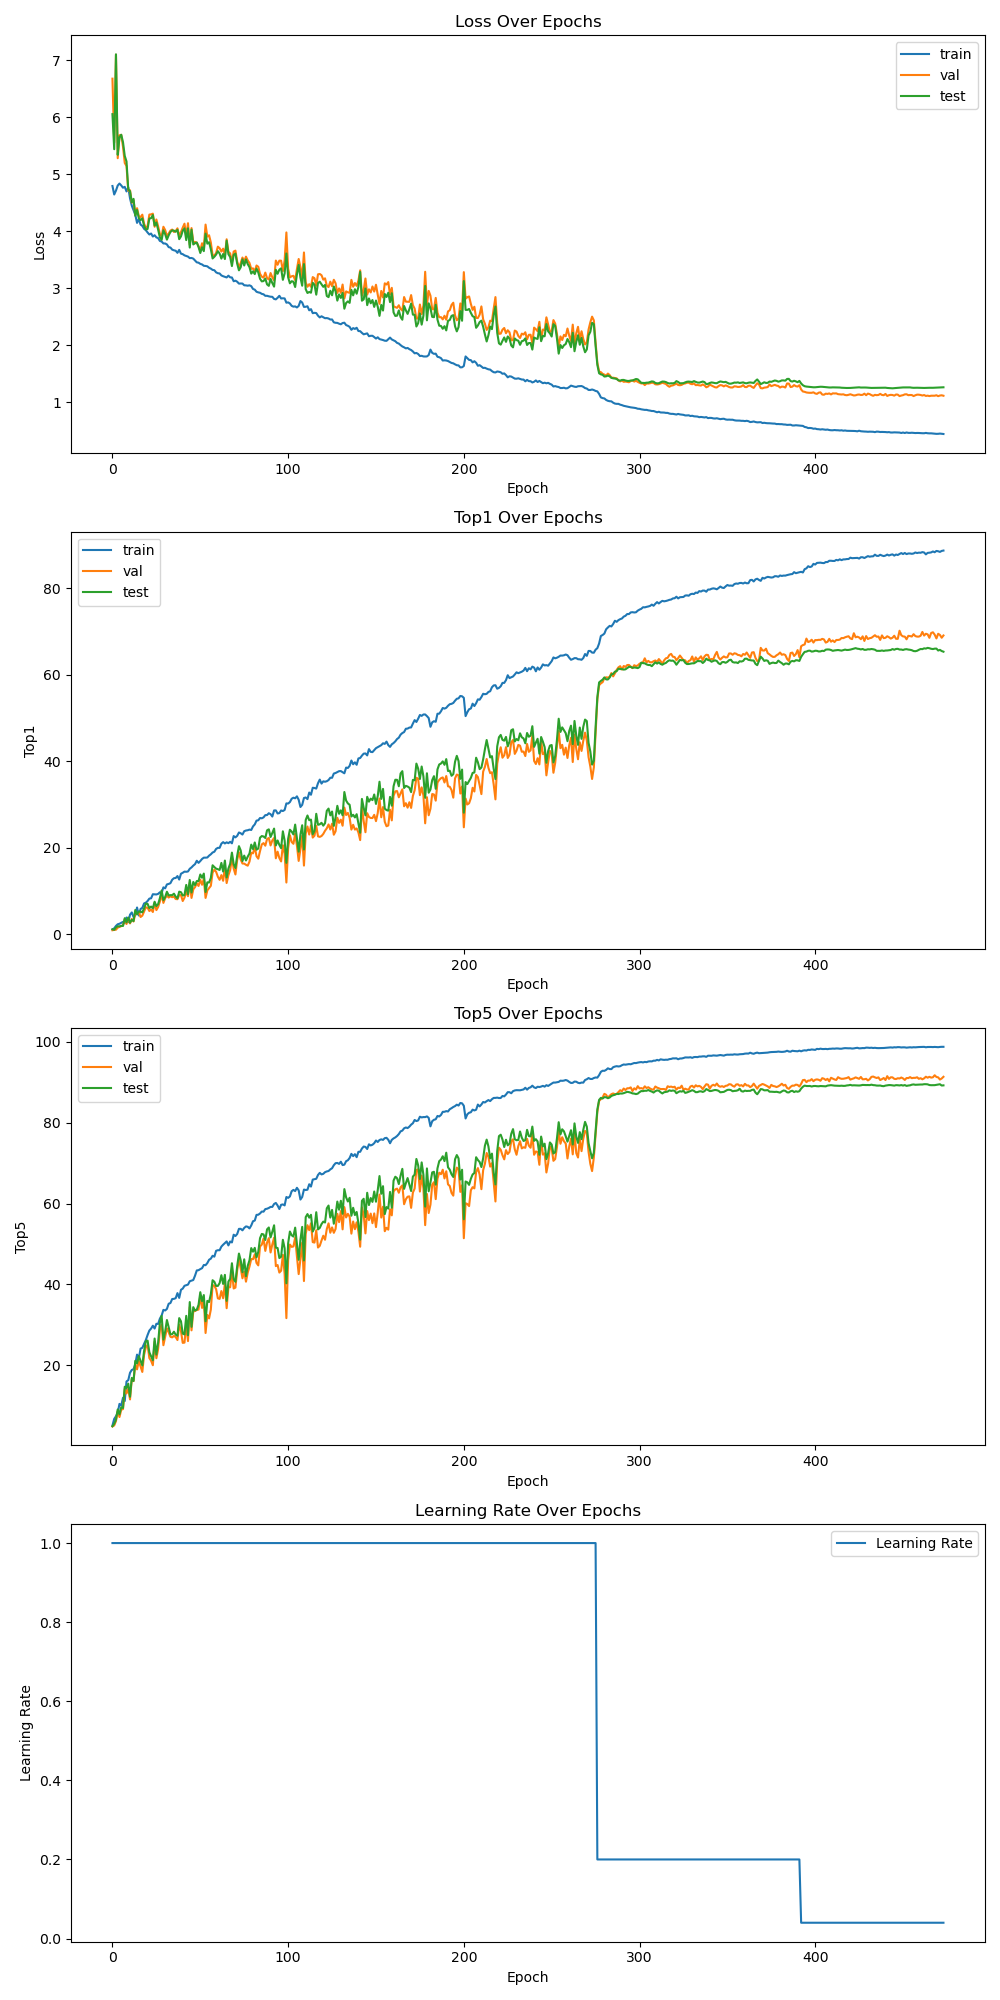 Loss Over Epochs
7
6
5
4
3
2
1
Loss
train
val
test
0 100 200 300 400
Epoch
Top1 Over Epochs
80
60
40
20
0
Top1
train
val
test
0 100 200 300 400
Epoch
Top5 Over Epochs
100
80
60
40
20
Top5
train
val
test
0 100 200 300 400
Epoch
Learning Rate Over Epochs
1.0
0.8
0.6
0.4
0.2
0.0
Learning Rate
Learning Rate
0 100 200 300 400
Epoch